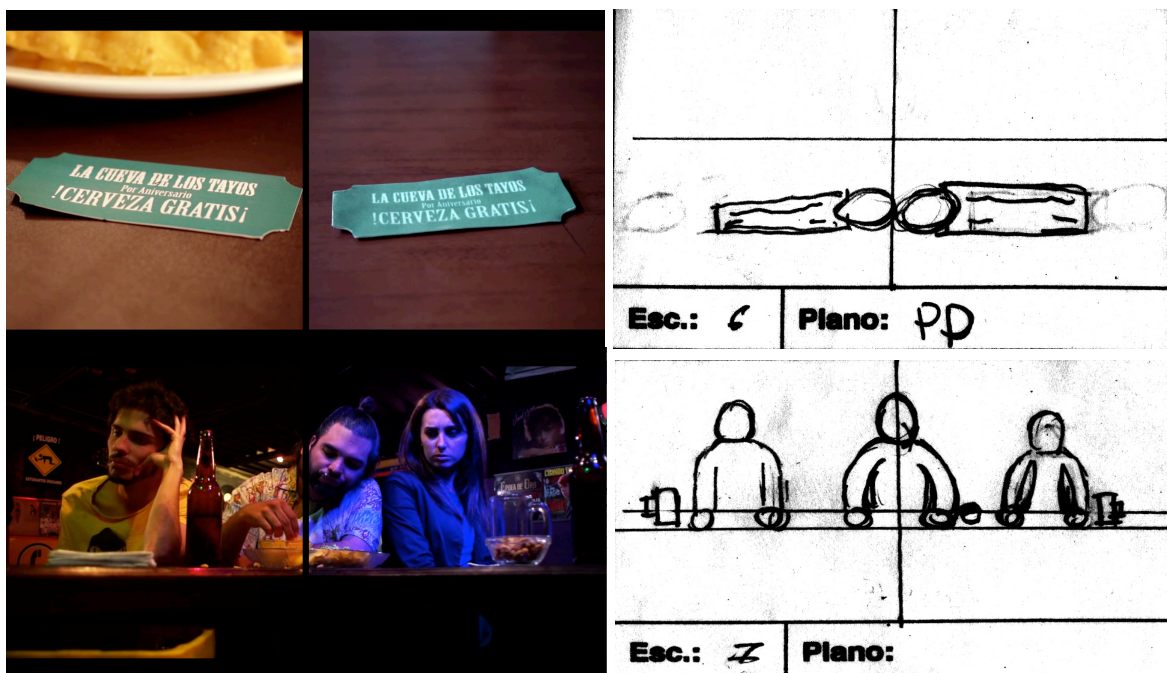 LA CUEVA DE LOS TAYOS
Por Aniversario
!CERVEZA GRATIS¡
LA CUEVA DE LOS TAYOS
Por Aniversario
!CERVEZA GRATIS¡
Esc.: 6
Plano: PD
¡ PELIGRO !
Esc.:
Plano: